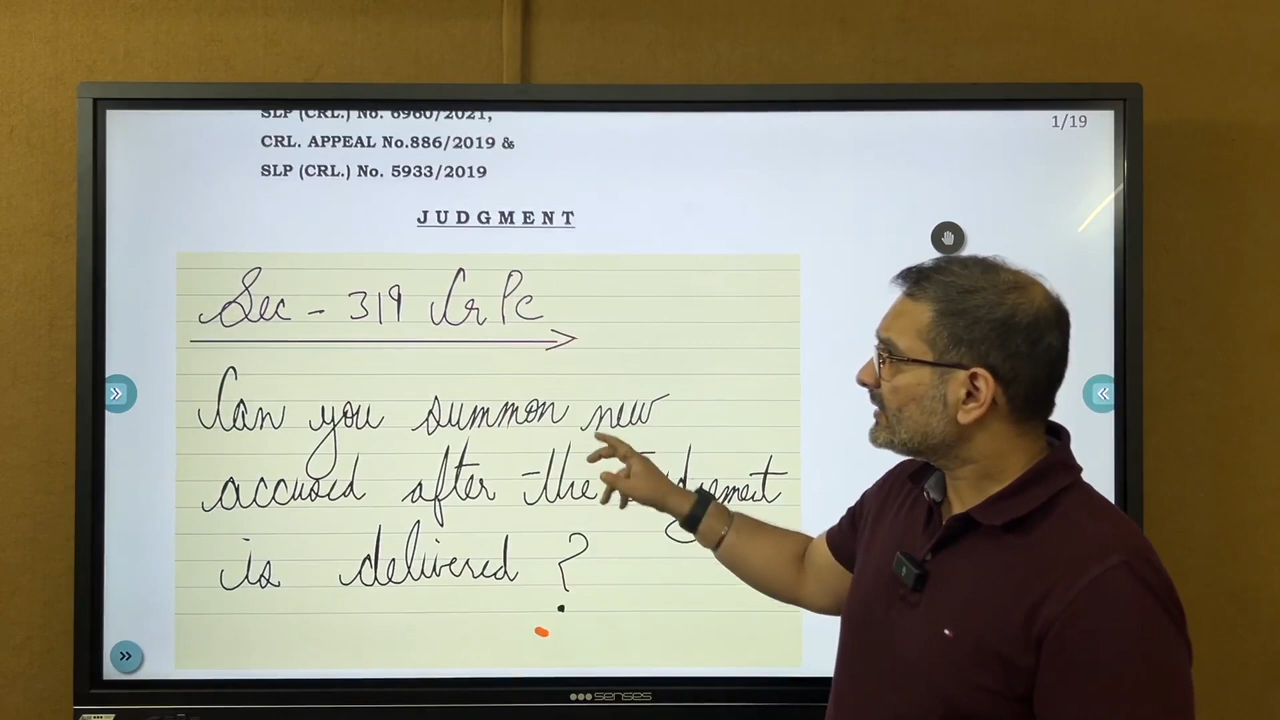 SLP (CRL.) No. 6960/2021,
1/19
CRL. APPEAL No.886/2019 &
SLP (CRL.) No. 5933/2019
JUDGMENT
Sec - 319 CrPc
Can you summon new
accused after the Judgement
is delivered ?
senses